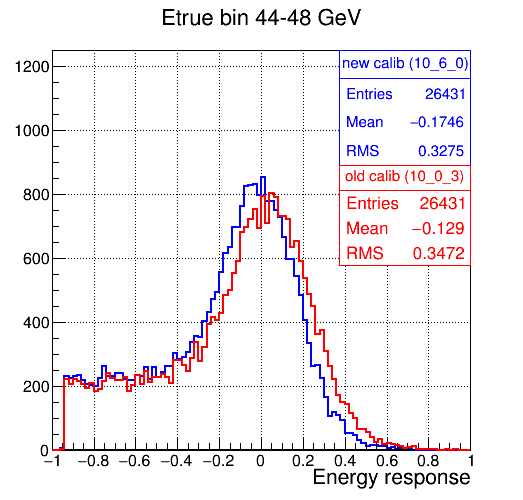 Etrue bin 44-48 GeV
new calib (10_6_0)
Entries 26431
Mean −0.1746
RMS 0.3275
old calib (10_0_3)
Entries 26431
Mean −0.129
RMS 0.3472
1200
1000
800
600
400
200
0
−1 −0.8 −0.6 −0.4 −0.2 0 0.2 0.4 0.6 0.8 1
Energy response